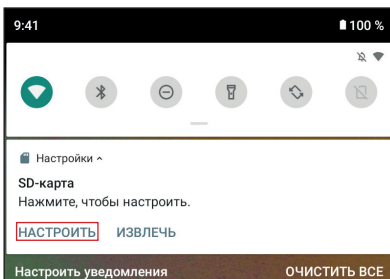 9:41 100 %
Настройки
SD-карта
Нажмите, чтобы настроить.
НАСТРОИТЬ ИЗВЛЕЧЬ
Настроить уведомления ОЧИСТИТЬ ВСЕ